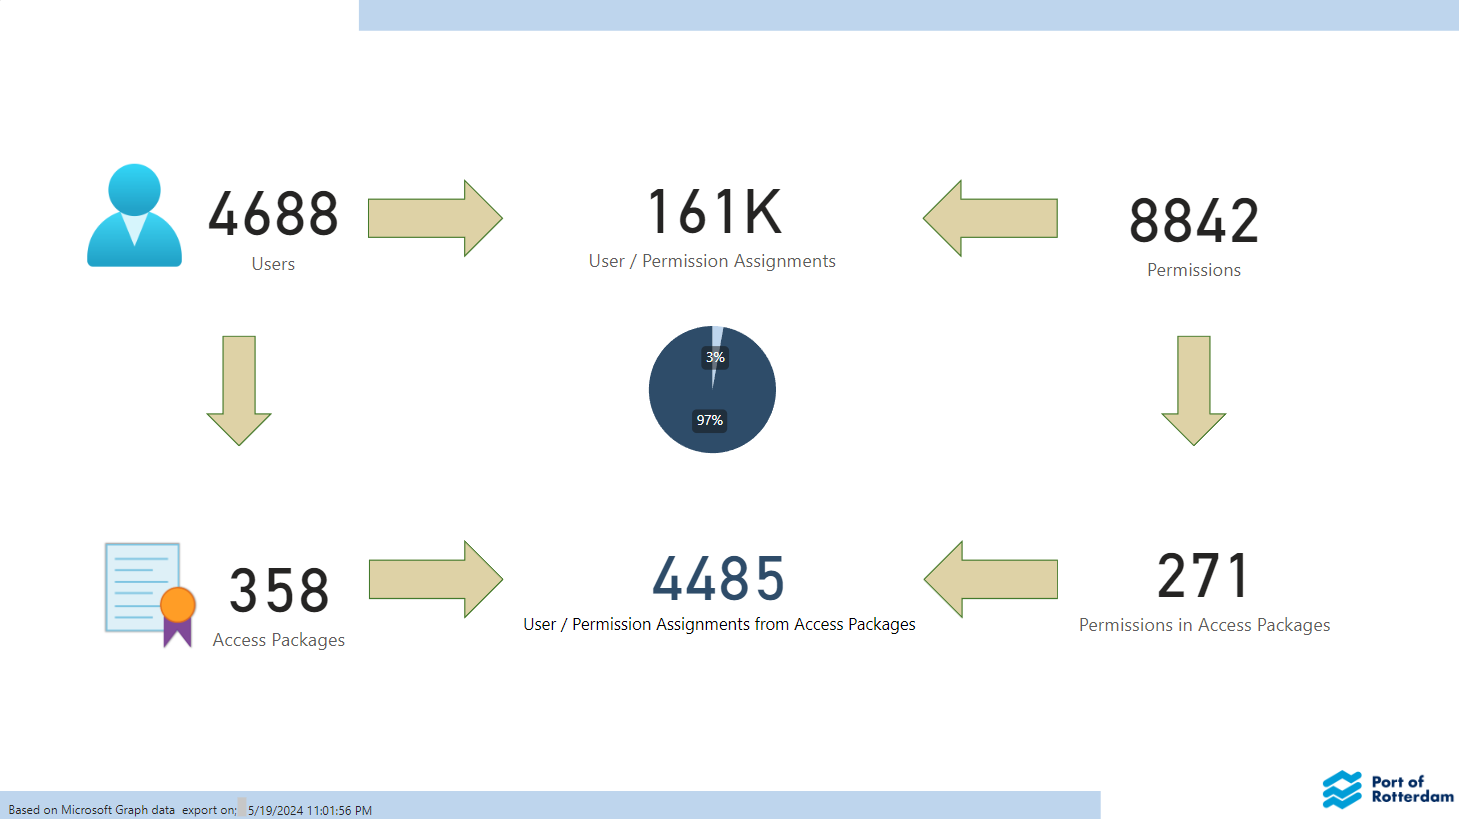 4688
Users
161K
User / Permission Assignments
8842
Permissions
3%
97%
358
Access Packages
4485
User / Permission Assignments from Access Packages
271
Permissions in Access Packages
Based on Microsoft Graph data export on; 5/19/2024 11:01:56 PM
Port of
Rotterdam